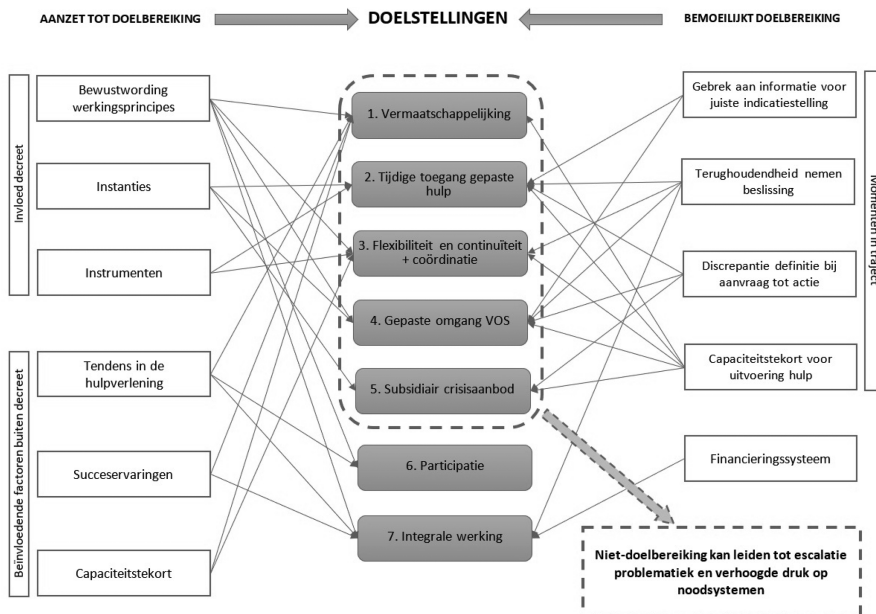 AANZET TOT DOELBEREIKING
DOELSTELLINGEN
BEMOEILIJKT DOELBEREIKING
Invloed decreet
Bewustwording
werkingsprincipes
Instanties
Instrumenten
Beïnvloedende factoren buiten decreet
Tendens in de
hulpverlening
Succeservaringen
Capaciteitstekort
1. Vermaatschappelijking
2. Tijdige toegang gepaste
hulp
3. Flexibiliteit en continuïteit
+ coördinatie
4. Gepaste omgang VOS
5. Subsidiair crisisaanbod
6. Participatie
7. Integrale werking
Gebrek aan informatie voor
juiste indicatiestelling
Terughoudendheid nemen
beslissing
Discrepantie definitie bij
aanvraag tot actie
Capaciteitstekort voor
uitvoering hulp
Financieringssysteem
Momenten in traject
Niet-doelbereiking kan leiden tot escalatie
problematiek en verhoogde druk op
noodsystemen